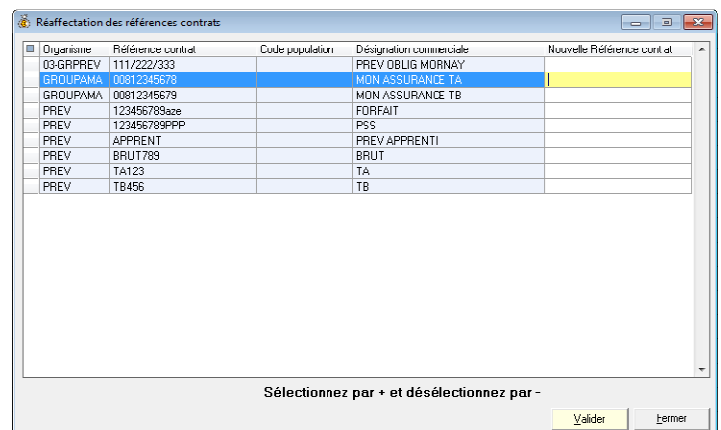 Réaffectation des références contrats
Organisme Référence contrat Code population Désignation commerciale Nouvelle Référence contrat
03-GRPREV 111/222/333 PREV OBLIG MORNAY
GROUPAMA 00812345678 MON ASSURANCE TA
GROUPAMA 00812345679 MON ASSURANCE TB
PREV 123456789aze FORFAIT
PREV 123456789PPP PSS
PREV APPRENT PREV APPRENTI
PREV BRUT789 BRUT
PREV TA123 TA
PREV TB456 TB
Sélectionnez par + et désélectionnez par -
Valider Fermer